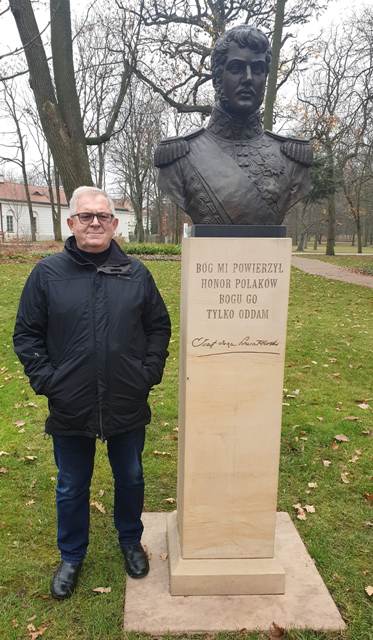 BÓG MI POWIERZYŁ
HONOR POLAKÓW
BOGU GO
TYLKO ODDAM